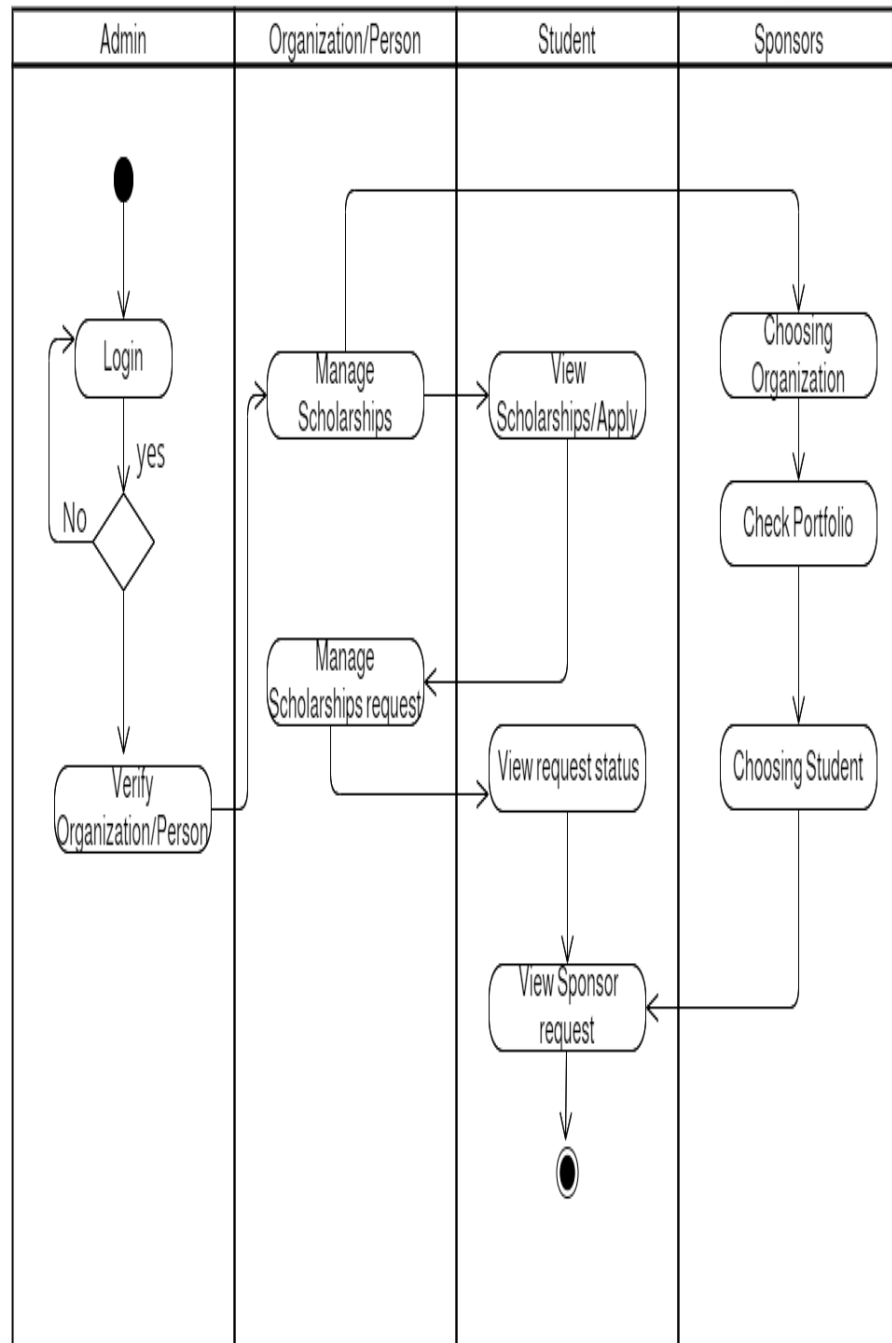 Admin
Organization/Person
Student
Sponsors
Login
yes
No
Verify
Organization/Person
Manage
Scholarships
View
Scholarships/Apply
Choosing
Organization
Check Portfolio
Manage
Scholarships request
View request status
Choosing Student
View Sponsor
request